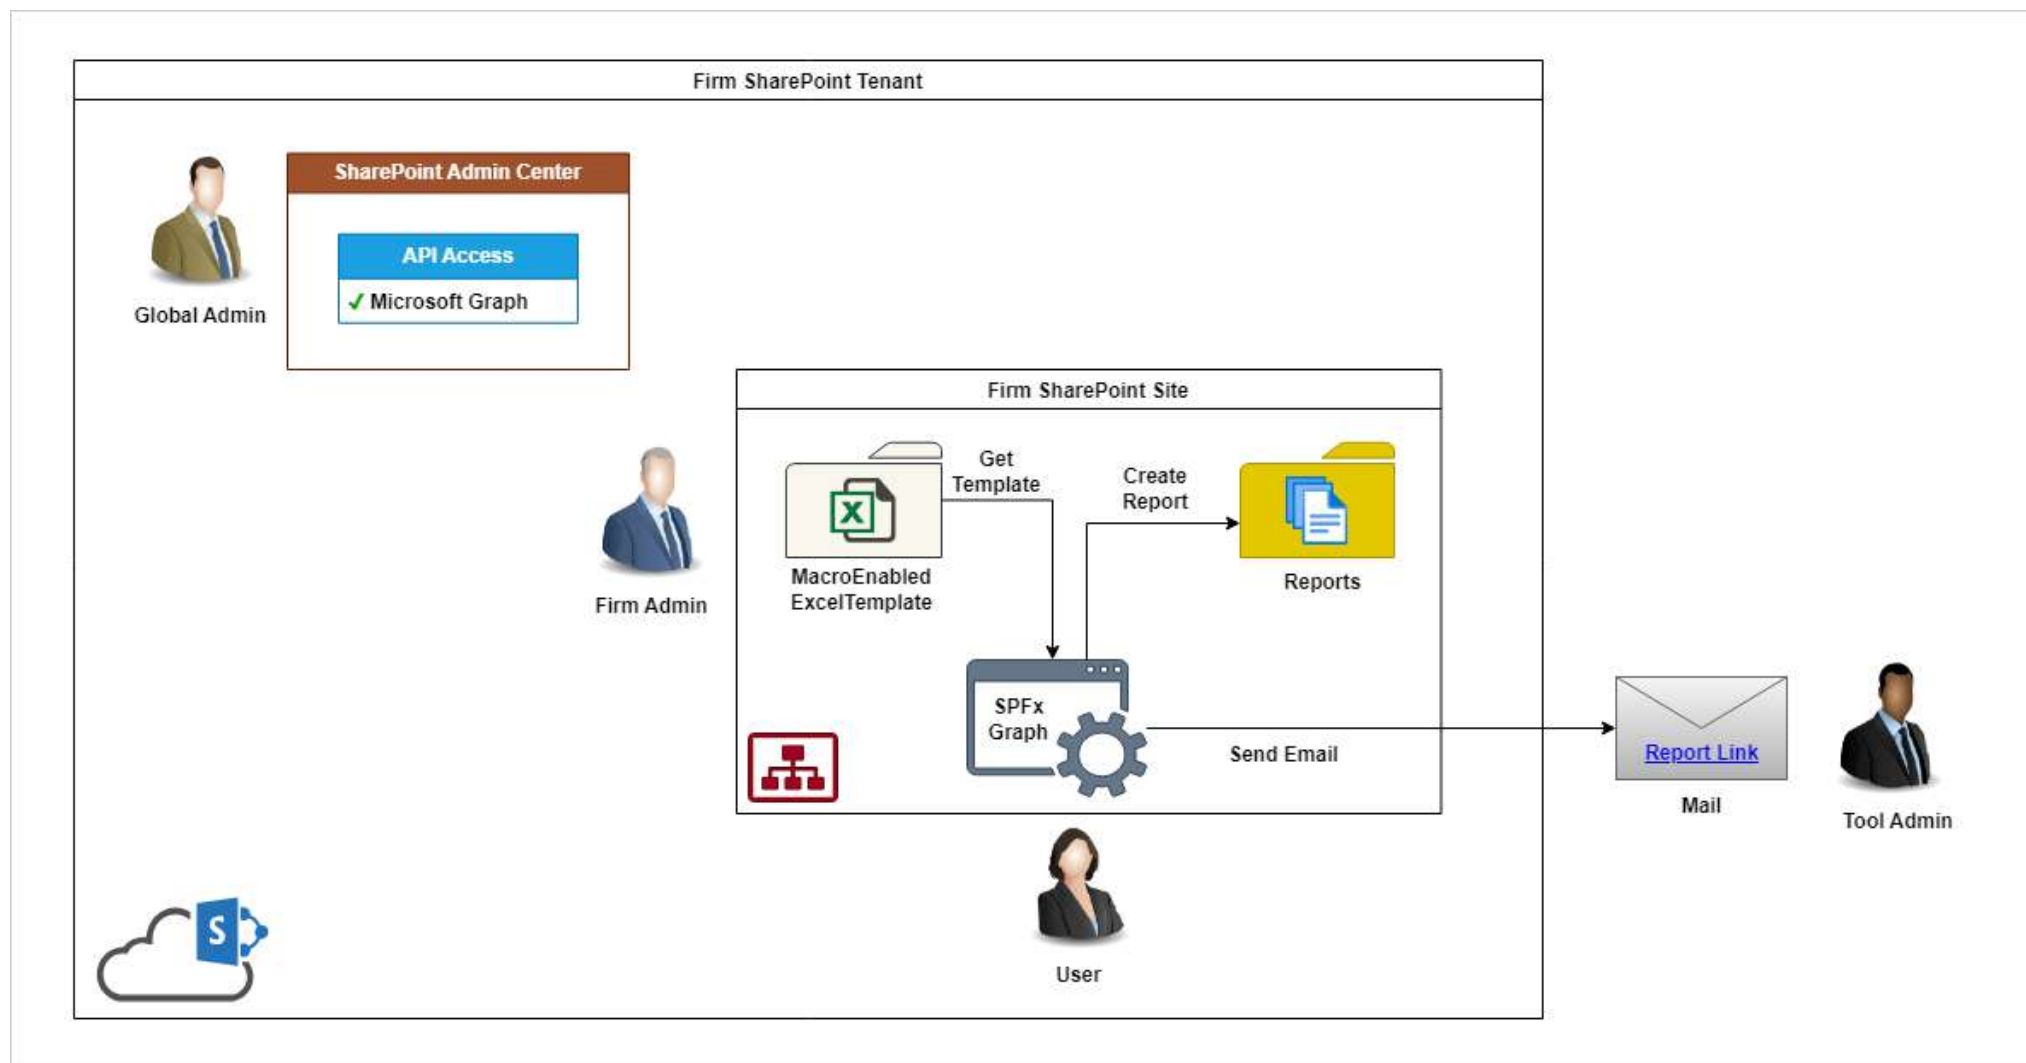 Firm SharePoint Tenant
SharePoint Admin Center
API Access
Microsoft Graph
Global Admin
Firm SharePoint Site
Get
Template
Create
Report
X
MacroEnabled
ExcelTemplate
Reports
Firm Admin
SPFx
Graph
Send Email
Report Link
Mail
Tool Admin
User
S